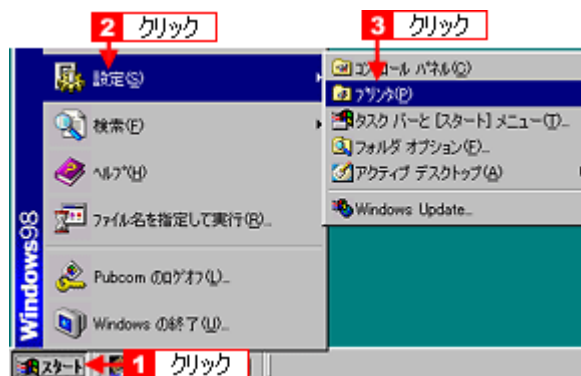 2 クリック
3 クリック
設定(S)
検索(F)
ヘルプ(H)
ファイル名を指定して実行(R)...
Pubcom のログオフ(L)...
Windows の終了(U)...
Windows98
コントロール パネル(C)
プリンタ(P)
タスク バーと [スタート] メニュー(T)...
フォルダ オプション(F)...
アクティブ デスクトップ(A)
Windows Update...
スタート
1 クリック